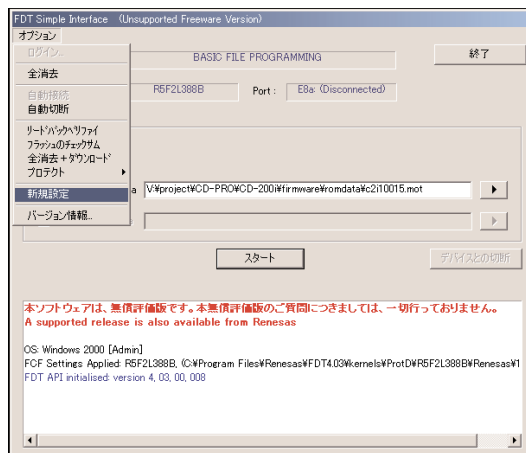 FDT Simple Interface (Unsupported Freeware Version)
オプション
ログイン...
全消去
自動接続
自動切断
リードバックベリファイ
フラッシュのチェックサム
全消去+ダウンロード
プロテクト
新規設定
バージョン情報...
BASIC FILE PROGRAMMING
終了
R5F2L388B
Port :
E8a: (Disconnected)
a
V:¥project¥CD-PRO¥CD-200i¥firmware¥romdata¥c2i10015.mot
スタート
デバイスとの切断
本ソフトウェアは、無償評価版です。本無償評価版のご質問につきましては、一切行っておりません。
A supported release is also available from Renesas
OS: Windows 2000 [Admin]
FCF Settings Applied: R5F2L388B, (C:¥Program Files¥Renesas¥FDT4.03¥kernels¥ProtD¥R5F2L388B¥Renesas¥1
FDT API initialised: version 4, 03, 00, 008